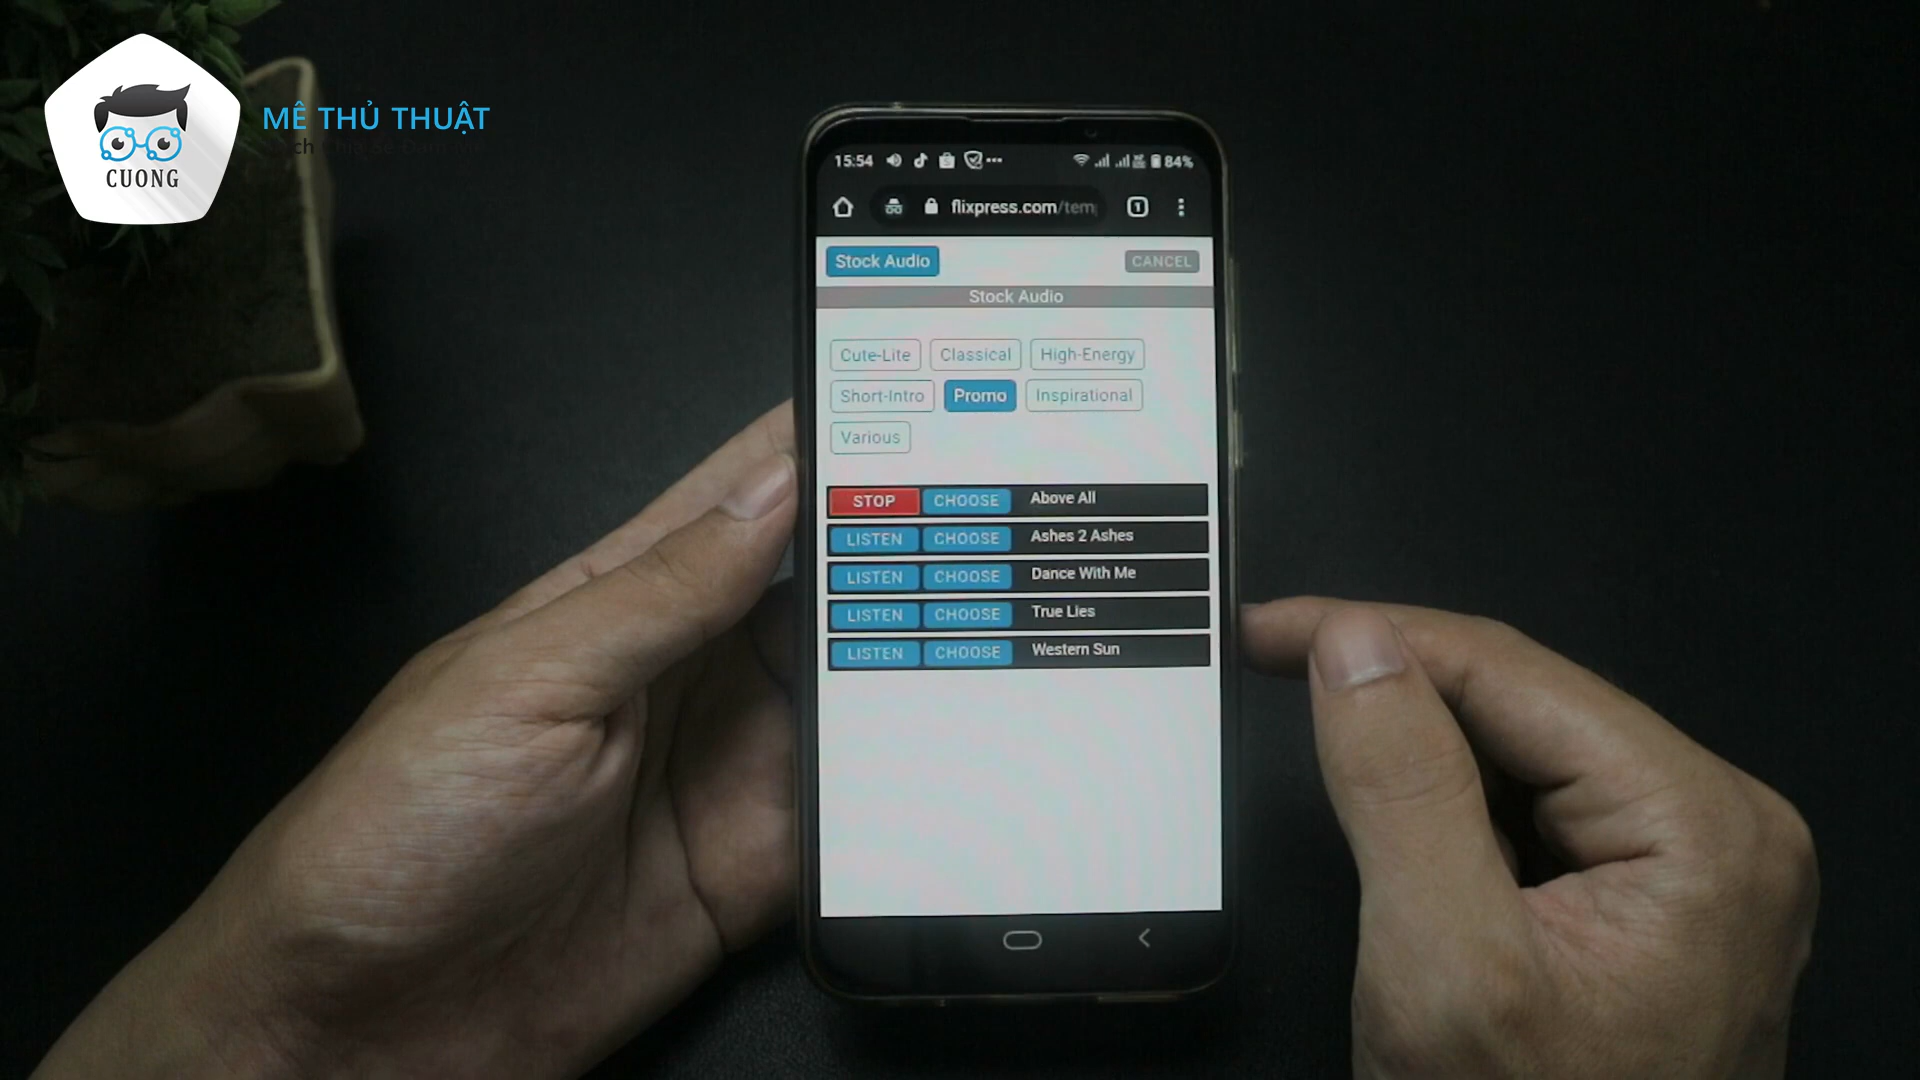 MÊ THỦ THUẬT
CUONG
15:54
84%
flixpress.com/tem
1
Stock Audio
CANCEL
Stock Audio
Cute-Lite
Classical
High-Energy
Short-Intro
Promo
Inspirational
Various
STOP
CHOOSE
Above All
LISTEN
CHOOSE
Ashes 2 Ashes
LISTEN
CHOOSE
Dance With Me
LISTEN
CHOOSE
True Lies
LISTEN
CHOOSE
Western Sun